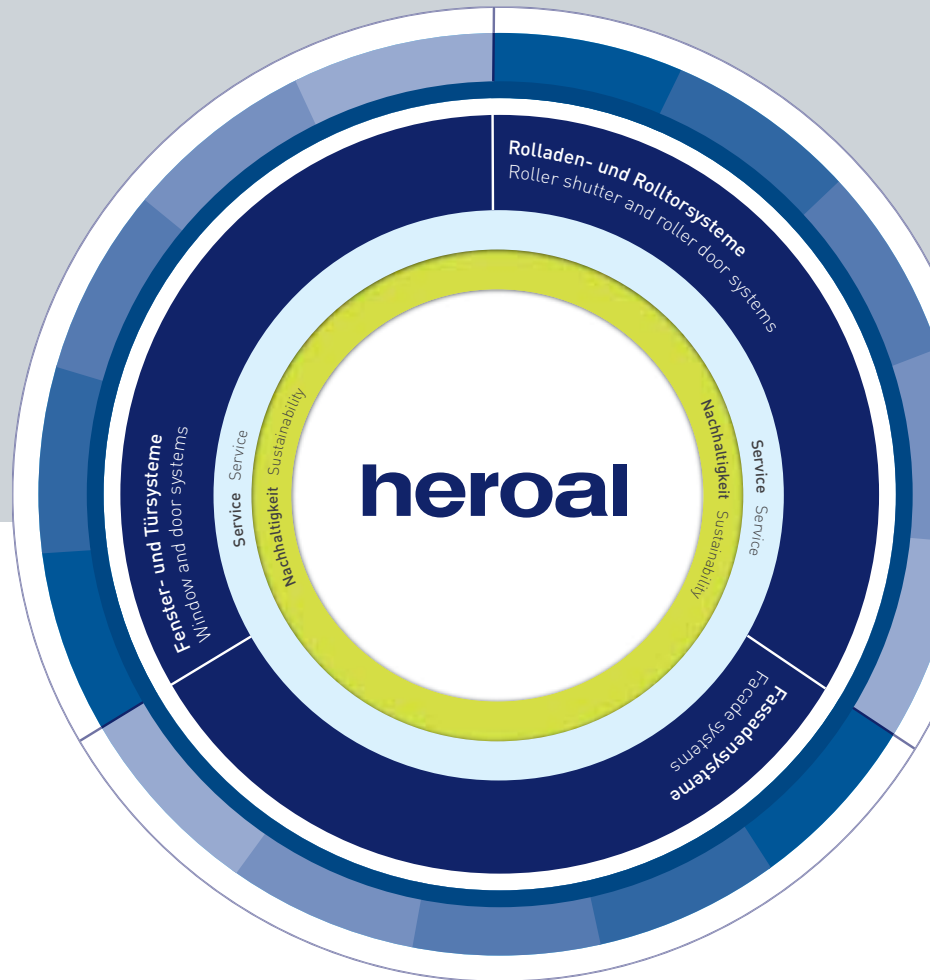 Rolladen- und Rolltorsysteme
Roller shutter and roller door systems
Fenster- und Türsysteme
Window and door systems
Service Service
Nachhaltigkeit Sustainability
heroal
Nachhaltigkeit Sustainability
Service Service
Fassadensysteme
Facade systems